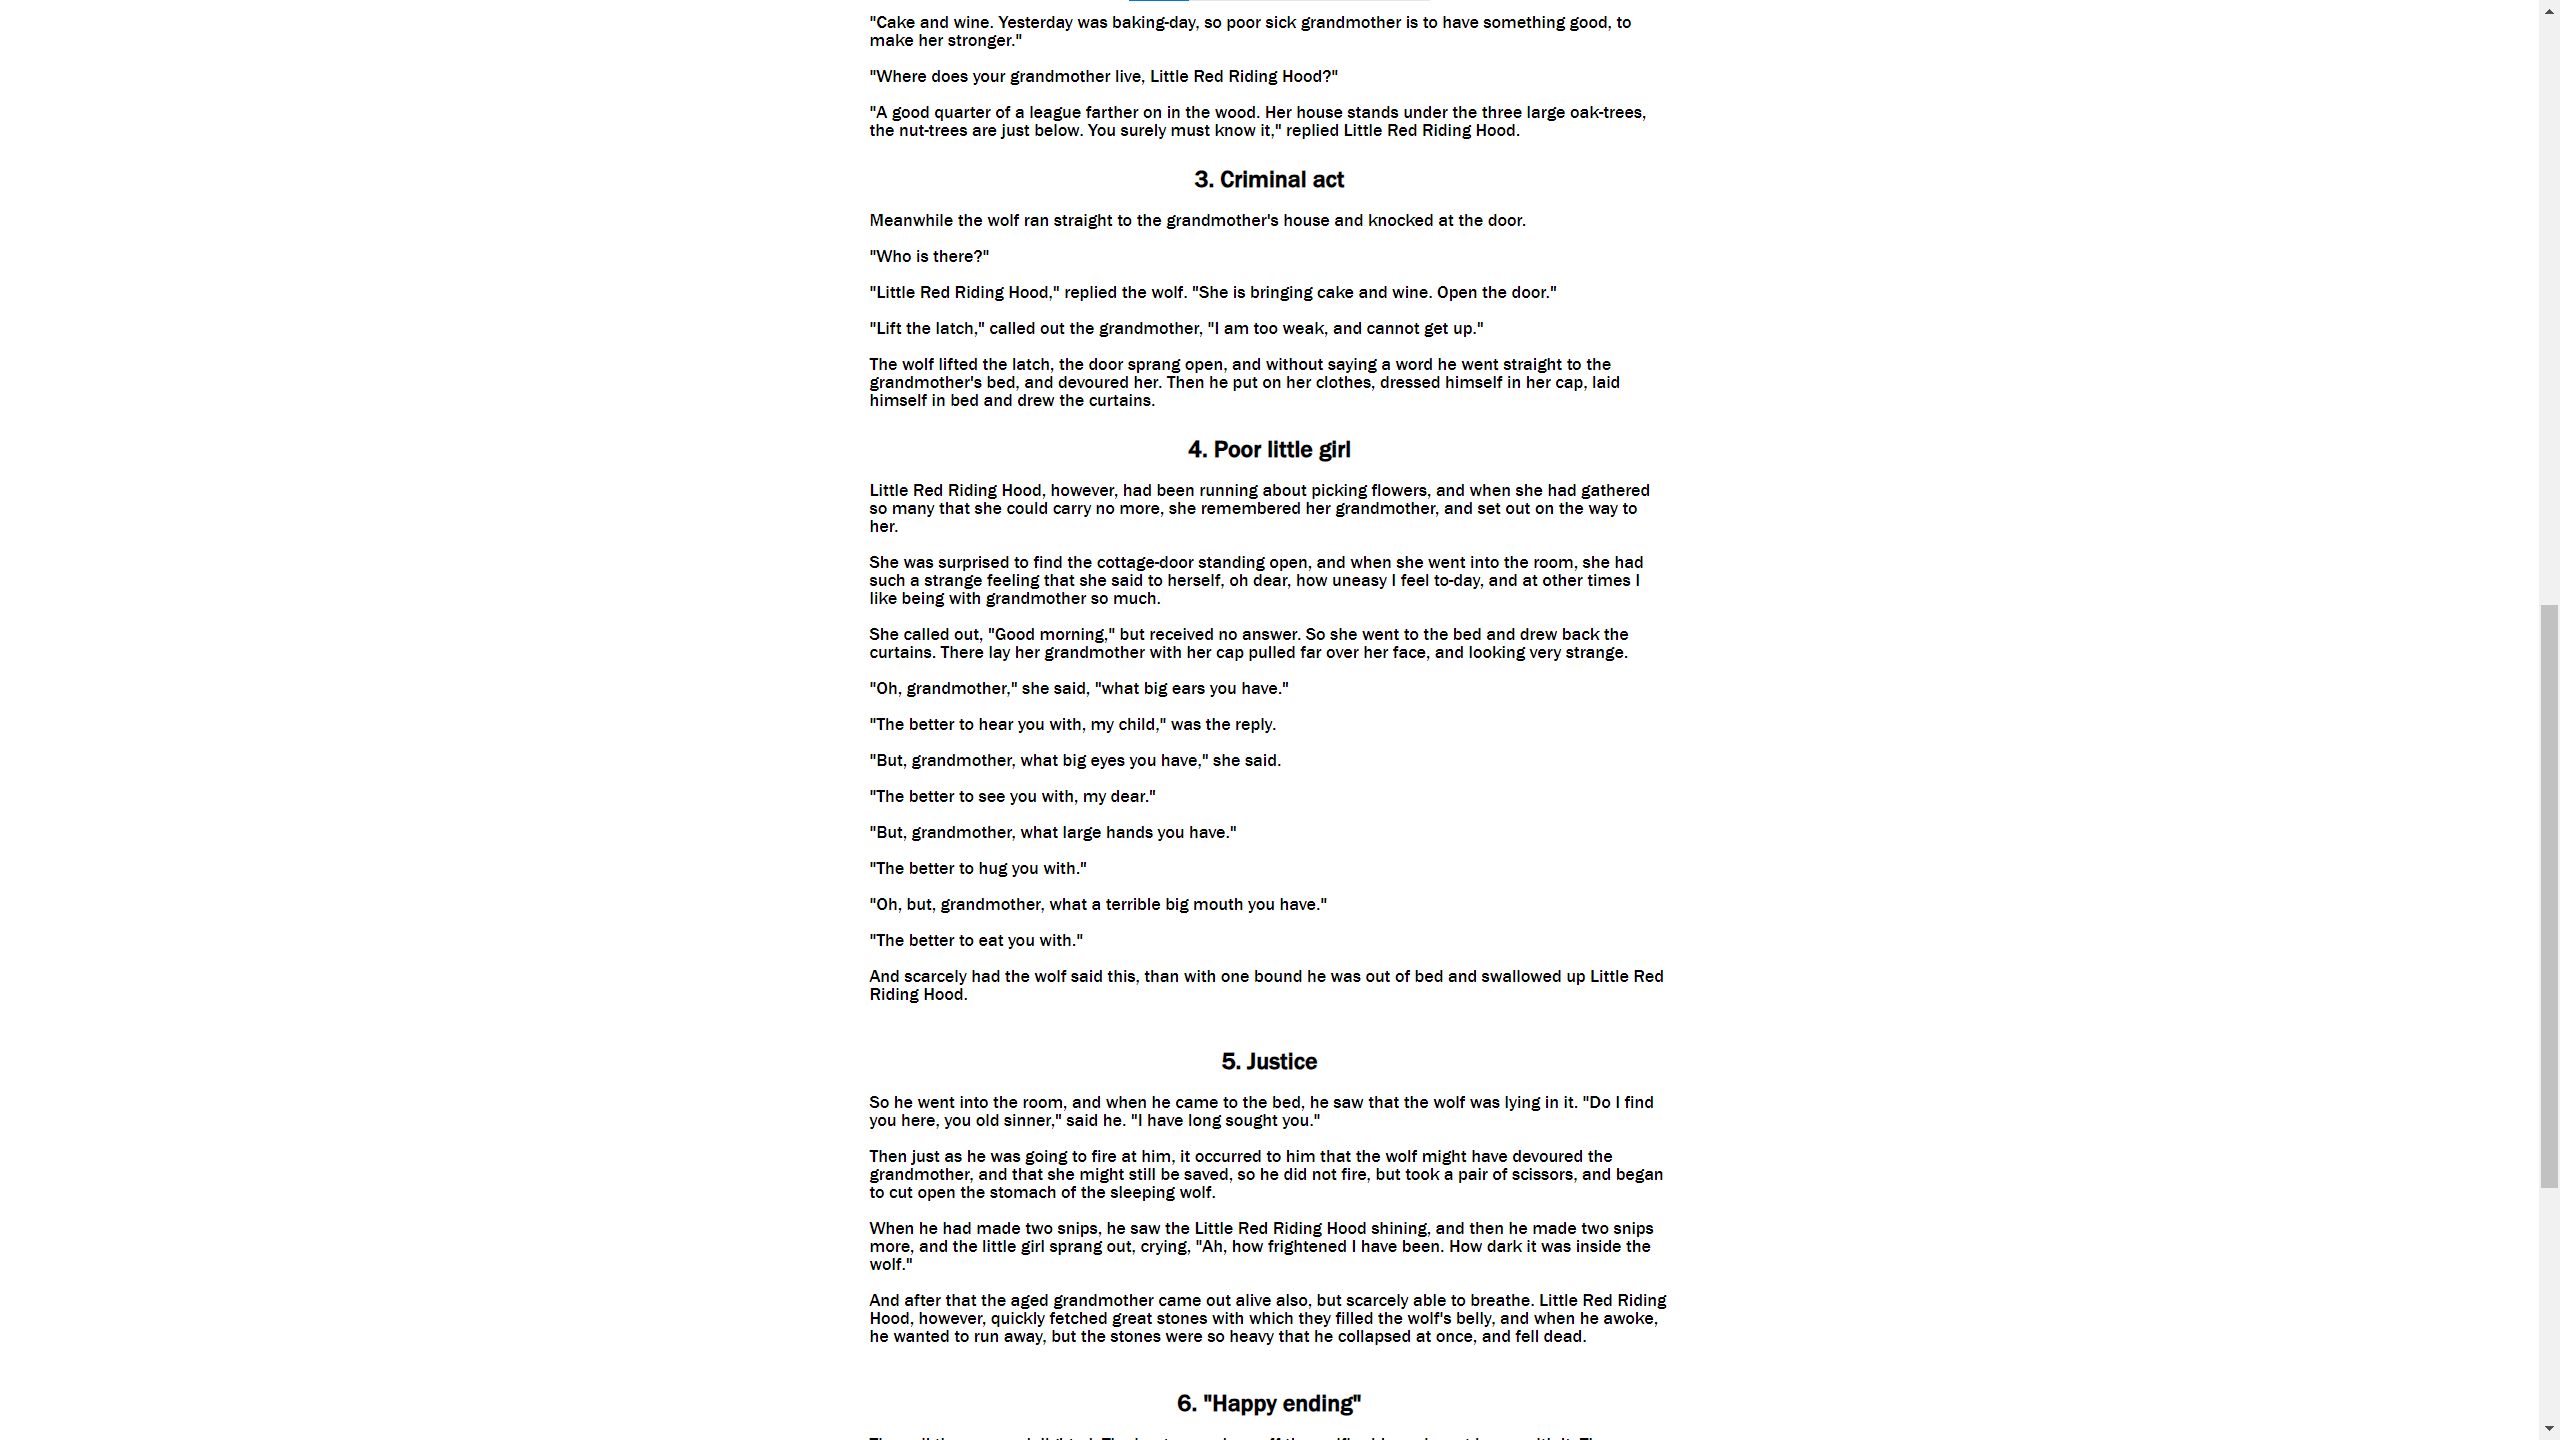 "Cake and wine. Yesterday was baking-day, so poor sick grandmother is to have something good, to
make her stronger."
"Where does your grandmother live, Little Red Riding Hood?"
"A good quarter of a league farther on in the wood. Her house stands under the three large oak-trees,
the nut-trees are just below. You surely must know it," replied Little Red Riding Hood.
3. Criminal act
Meanwhile the wolf ran straight to the grandmother's house and knocked at the door.
"Who is there?"
"Little Red Riding Hood," replied the wolf. "She is bringing cake and wine. Open the door."
"Lift the latch," called out the grandmother, "I am too weak, and cannot get up."
The wolf lifted the latch, the door sprang open, and without saying a word he went straight to the
grandmother's bed, and devoured her. Then he put on her clothes, dressed himself in her cap, laid
himself in bed and drew the curtains.
4. Poor little girl
Little Red Riding Hood, however, had been running about picking flowers, and when she had gathered
so many that she could carry no more, she remembered her grandmother, and set out on the way to
her.
She was surprised to find the cottage-door standing open, and when she went into the room, she had
such a strange feeling that she said to herself, oh dear, how uneasy I feel to-day, and at other times I
like being with grandmother so much.
She called out, "Good morning," but received no answer. So she went to the bed and drew back the
curtains. There lay her grandmother with her cap pulled far over her face, and looking very strange.
"Oh, grandmother," she said, "what big ears you have."
"The better to hear you with, my child," was the reply.
"But, grandmother, what big eyes you have," she said.
"The better to see you with, my dear."
"But, grandmother, what large hands you have."
"The better to hug you with."
"Oh, but, grandmother, what a terrible big mouth you have."
"The better to eat you with."
And scarcely had the wolf said this, than with one bound he was out of bed and swallowed up Little Red
Riding Hood.
5. Justice
So he went into the room, and when he came to the bed, he saw that the wolf was lying in it. "Do I find
you here, you old sinner," said he. "I have long sought you."
Then just as he was going to fire at him, it occurred to him that the wolf might have devoured the
grandmother, and that she might still be saved, so he did not fire, but took a pair of scissors, and began
to cut open the stomach of the sleeping wolf.
When he had made two snips, he saw the Little Red Riding Hood shining, and then he made two snips
more, and the little girl sprang out, crying, "Ah, how frightened I have been. How dark it was inside the
wolf."
And after that the aged grandmother came out alive also, but scarcely able to breathe. Little Red Riding
Hood, however, quickly fetched great stones with which they filled the wolf's belly, and when he awoke,
he wanted to run away, but the stones were so heavy that he collapsed at once, and fell dead.
6. "Happy ending"